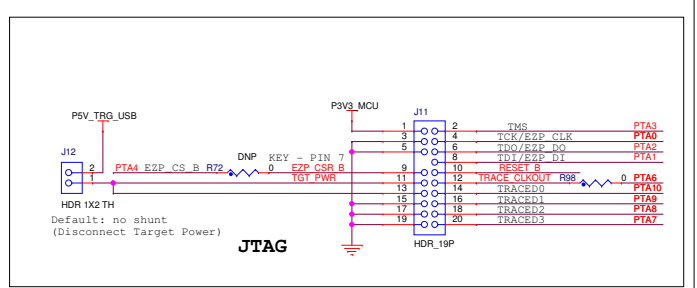 P3V3_MCU
P5V_TRG_USB
J11
1 2 TMS PTA3
3 4 TCK/EZP_CLK PTA0
5 6 TDO/EZP_DO PTA2
J12 DNP KEY - PIN 7 8 TDI/EZP_DI PTA1
2 PTA4 EZP_CS_B R72 0 EZP_CSR_B 9 10 RESET_B
1 TGT_PWR 11 12 TRACE_CLKOUT R98 0 PTA6
13 14 TRACED0 PTA10
HDR 1X2 TH 15 16 TRACED1 PTA9
17 18 TRACED2 PTA8
Default: no shunt 19 20 TRACED3 PTA7
(Disconnect Target Power)
JTAG
HDR_19P